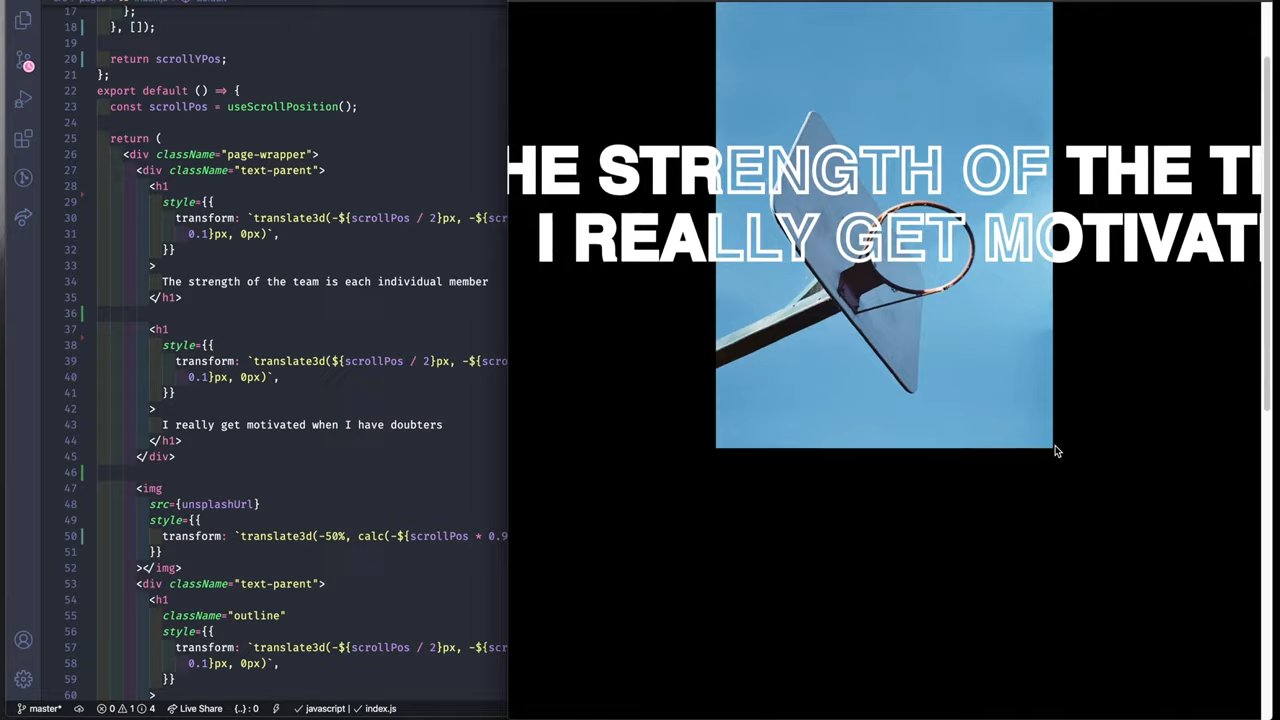 17 };
18 }, []);
19
20 return scrollYPos;
21 };
22 export default () => {
23 const scrollPos = useScrollPosition();
24
25 return (
26 <div className="page-wrapper">
27 <div className="text-parent">
28 <h1
29 style={{
30 transform: `translate3d(-${scrollPos / 2}px, -${scro
31 0.1}px, 0px)`,
32 }}
33 >
34 The strength of the team is each individual member
35 </h1>
36
37 <h1
38 style={{
39 transform: `translate3d(${scrollPos / 2}px, -${scro
40 0.1}px, 0px)`,
41 }}
42 >
43 I really get motivated when I have doubters
44 </h1>
45 </div>
46
47 <img
48 src={unsplashUrl}
49 style={{
50 transform: `translate3d(-50%, calc(-${scrollPos * 0.9
51 }}
52 ></img>
53 <div className="text-parent">
54 <h1
55 className="outline"
56 style={{
57 transform: `translate3d(-${scrollPos / 2}px, -${scro
58 0.1}px, 0px)`,
59 }}
60 >
master* 0 1 4 Live Share {..} : 0 javascript | index.js
HE STRENGTH OF THE TE
I REALLY GET MOTIVATE